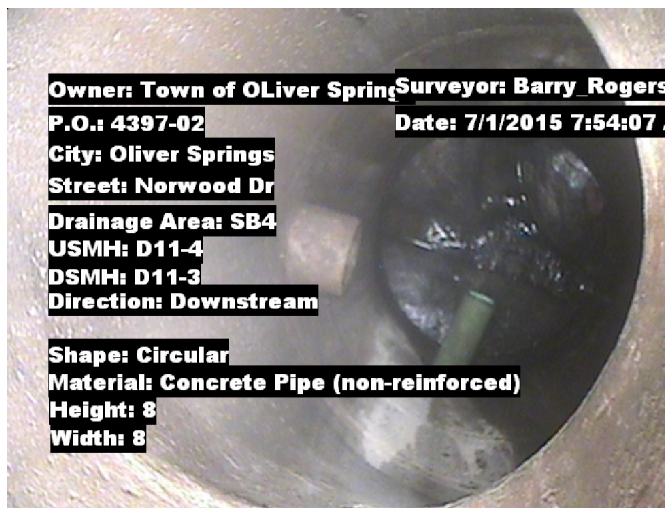 Owner: Town of OLiver Spring
Surveyor: Barry_Rogers
P.O.: 4397-02
Date: 7/1/2015 7:54:07
City: Oliver Springs
Street: Norwood Dr
Drainage Area: SB4
USMH: D11-4
DSMH: D11-3
Direction: Downstream
Shape: Circular
Material: Concrete Pipe (non-reinforced)
Height: 8
Width: 8